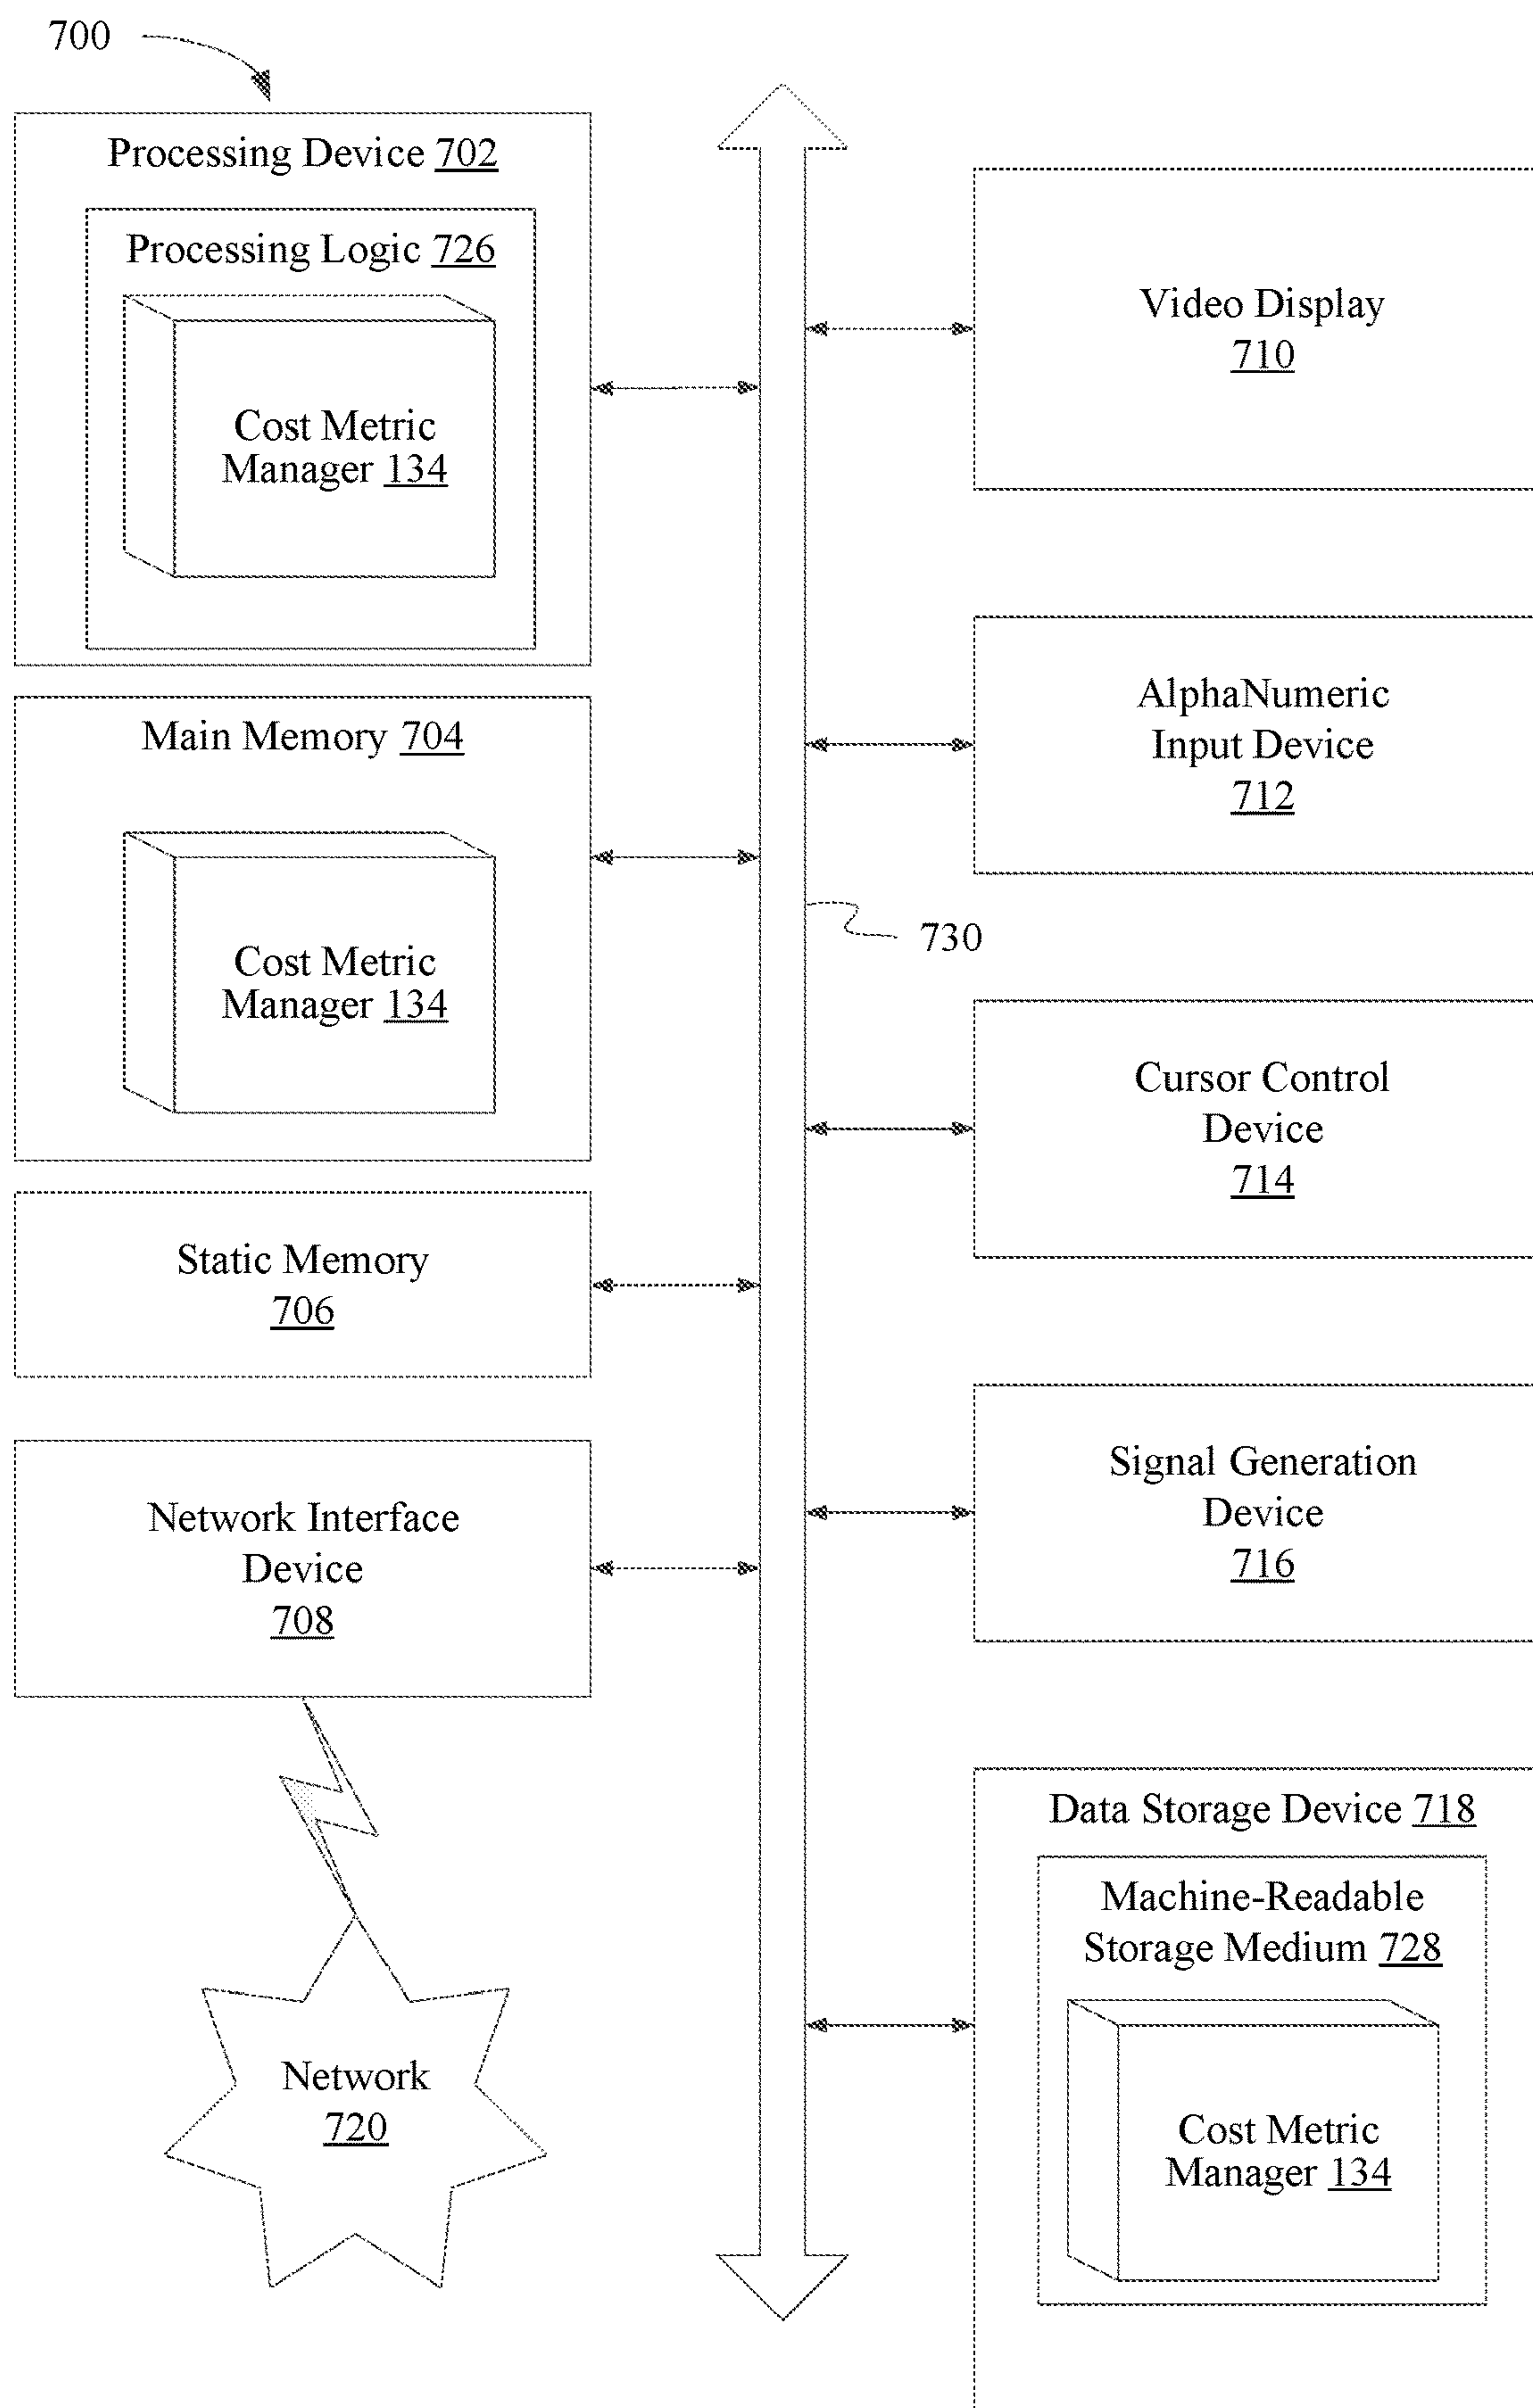 700
Processing Device 702
Processing Logic 726
Cost Metric
Manager 134
Main Memory 704
Cost Metric
Manager 134
Static Memory
706
Network Interface
Device
708
Network
720
Video Display
710
AlphaNumeric
Input Device
712
730
Cursor Control
Device
714
Signal Generation
Device
716
Data Storage Device 718
Machine-Readable
Storage Medium 728
Cost Metric
Manager 134